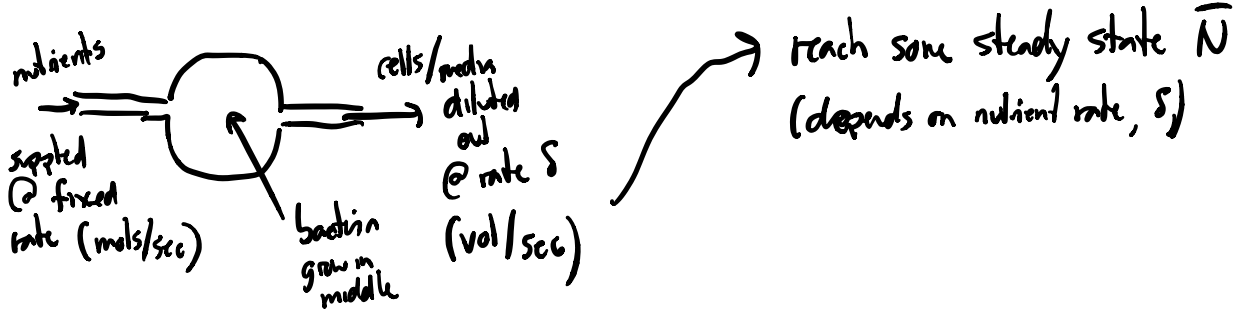 nutrients
supplied
@ fixed
rate (mols/sec)
bacteria
grow in
middle
cells/media
diluted
out
@ rate δ
(vol/sec)
reach some steady state N̅
(depends on nutrient rate, δ)